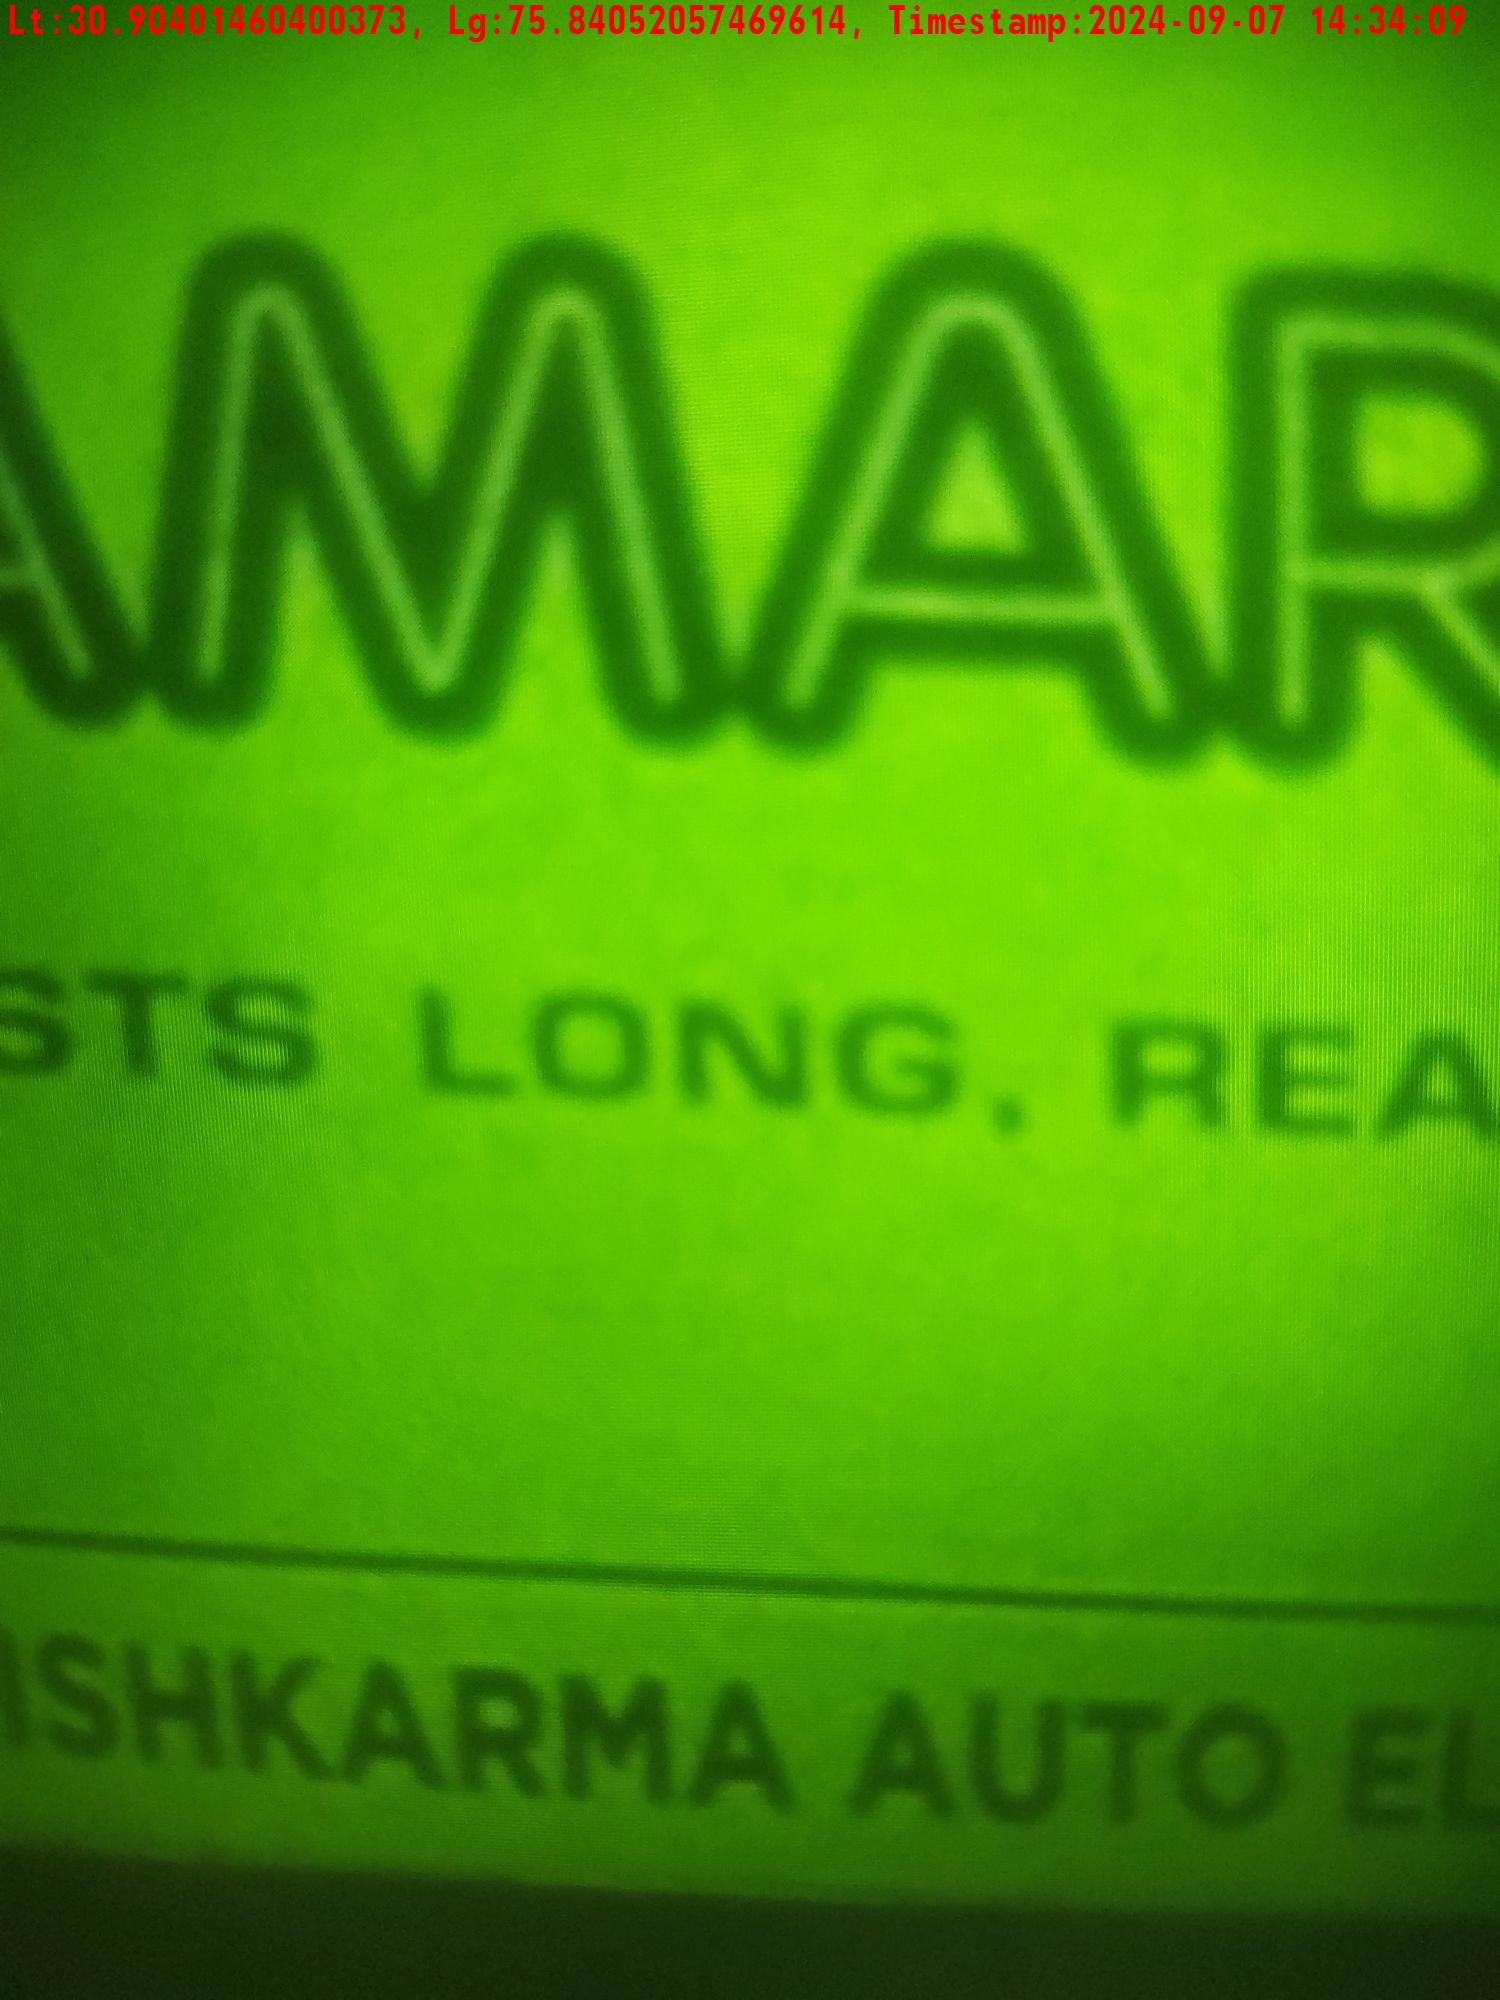 Lt:30.90401460400373, Lg:75.84052057469614, Timestamp:2024-09-07 14:34:09
AMAR
STS LONG, REA
ISHKARMA AUTO EL